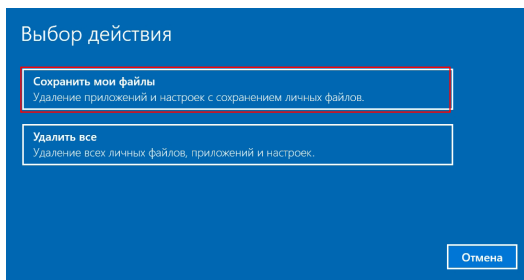 Выбор действия
Сохранить мои файлы
Удаление приложений и настроек с сохранением личных файлов.
Удалить все
Удаление всех личных файлов, приложений и настроек.
Отмена